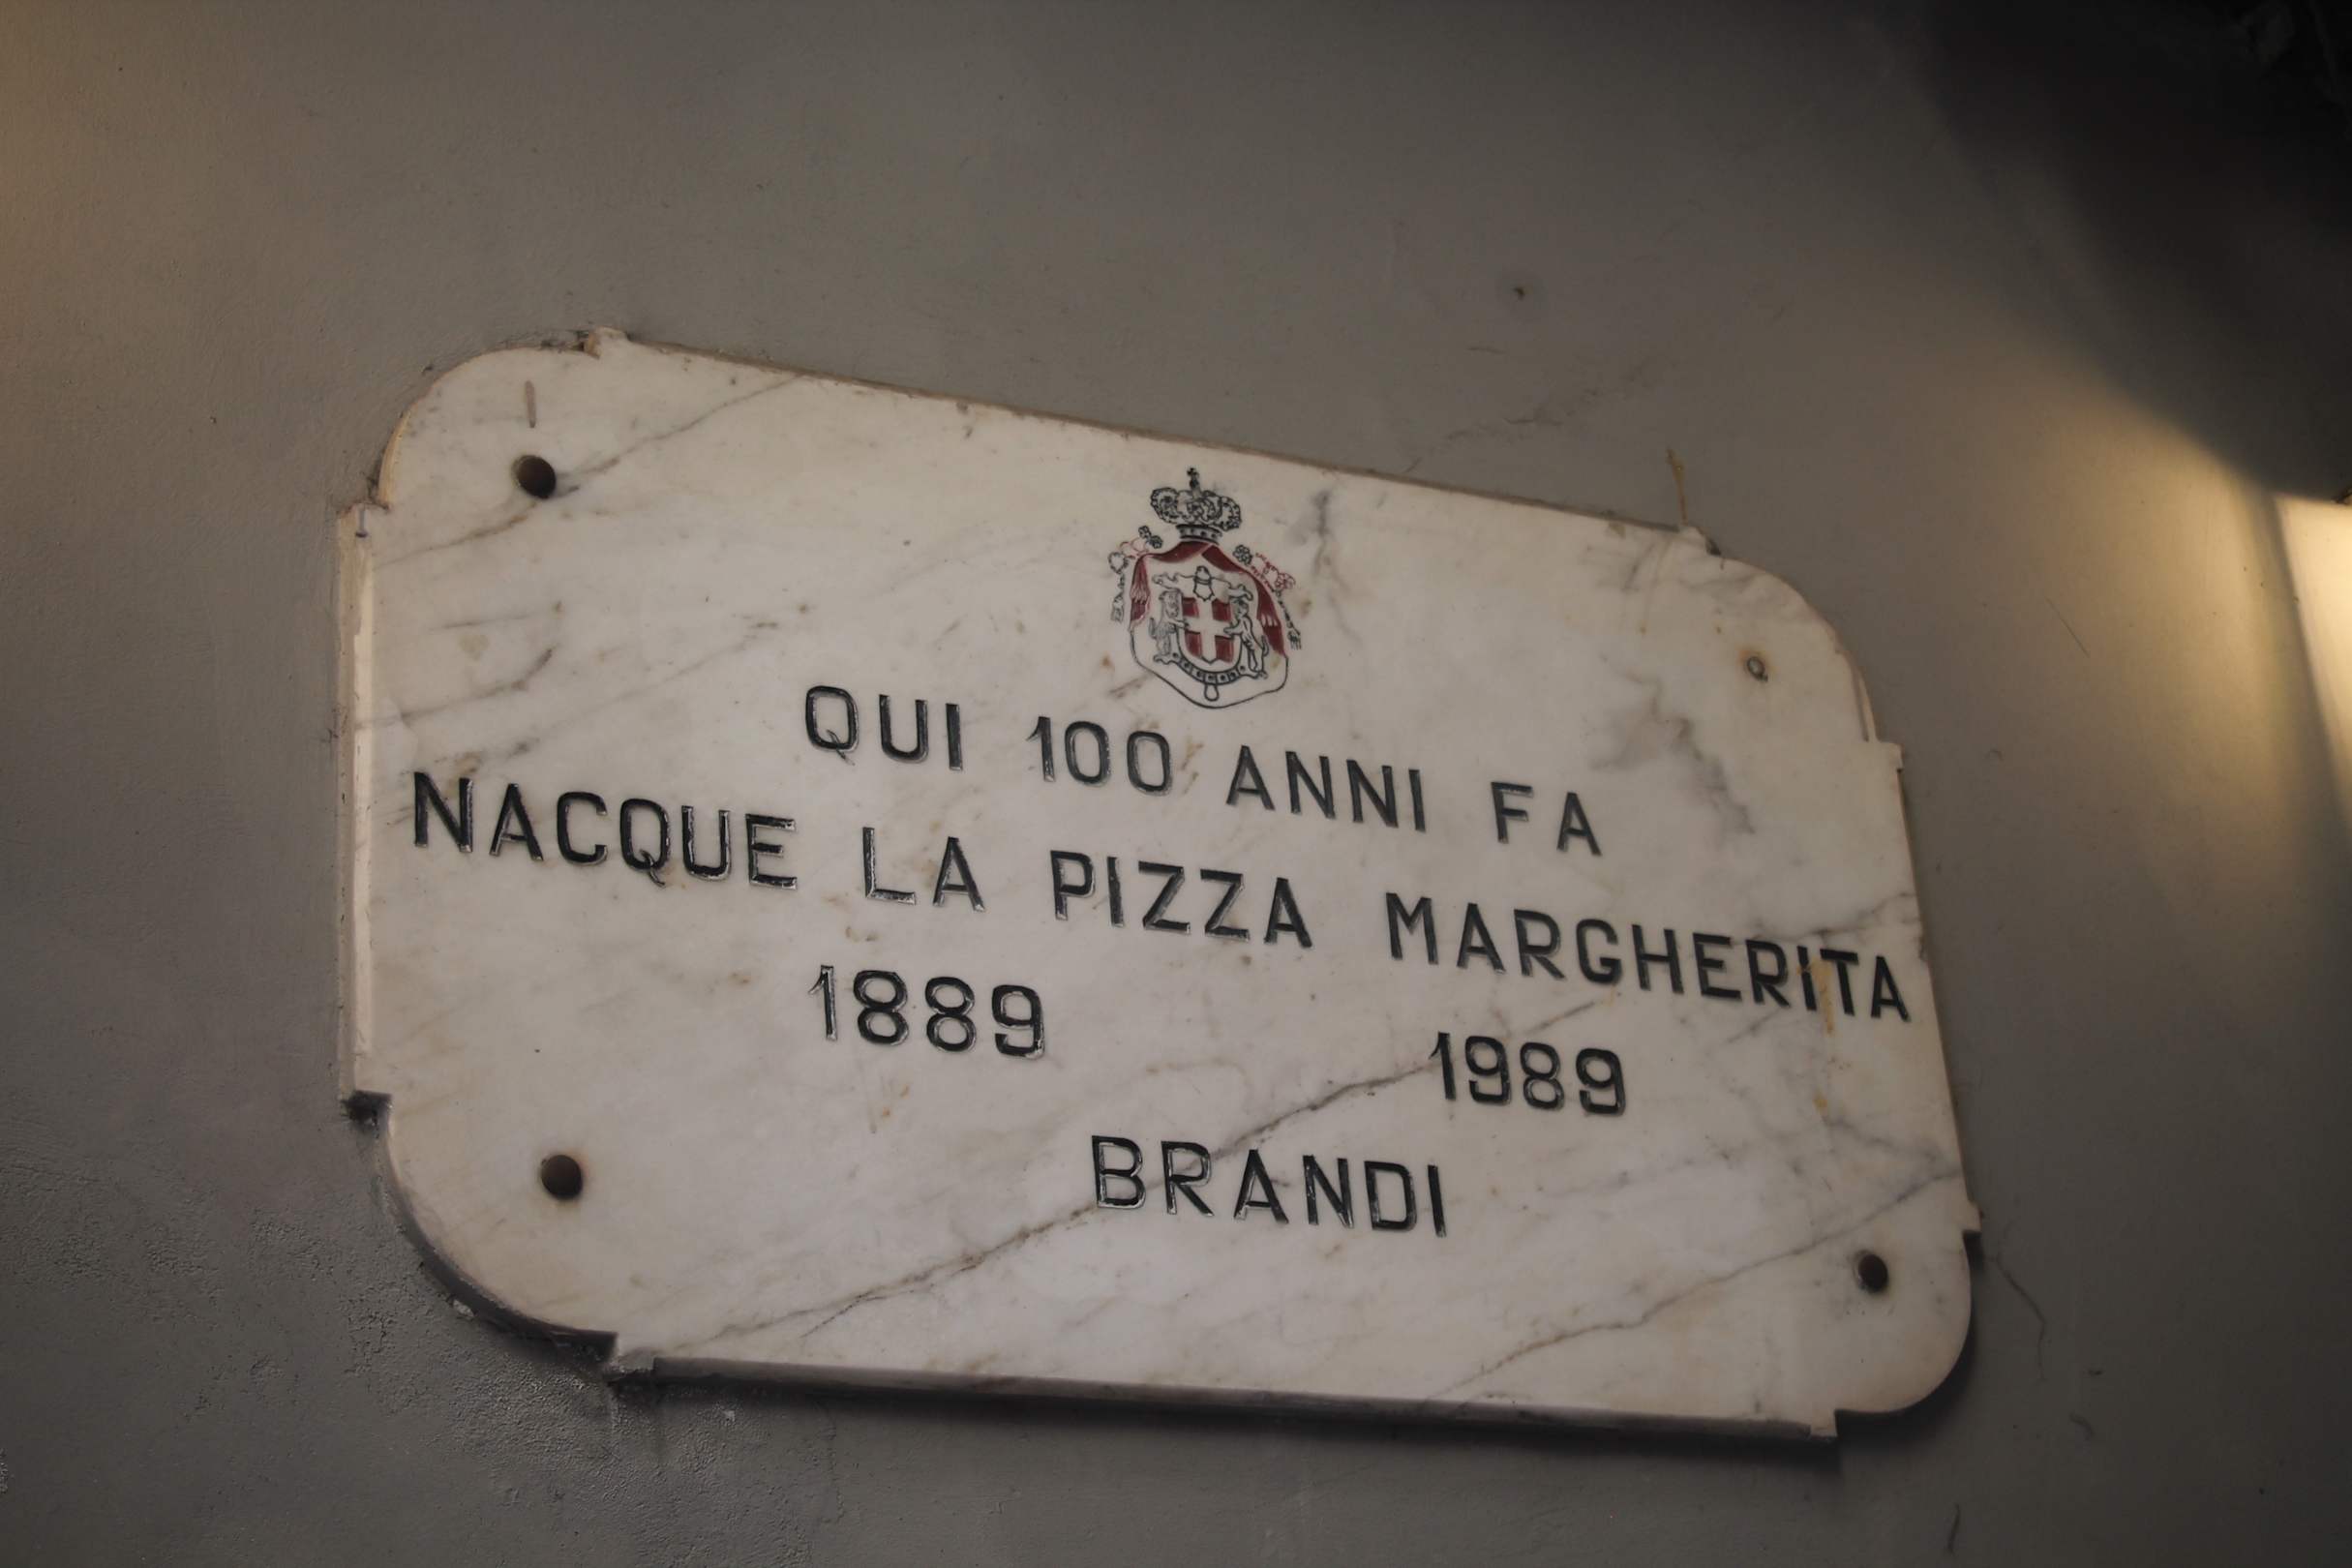 QUI 100 ANNI FA
NACQUE LA PIZZA MARGHERITA
1889 1989
BRANDI